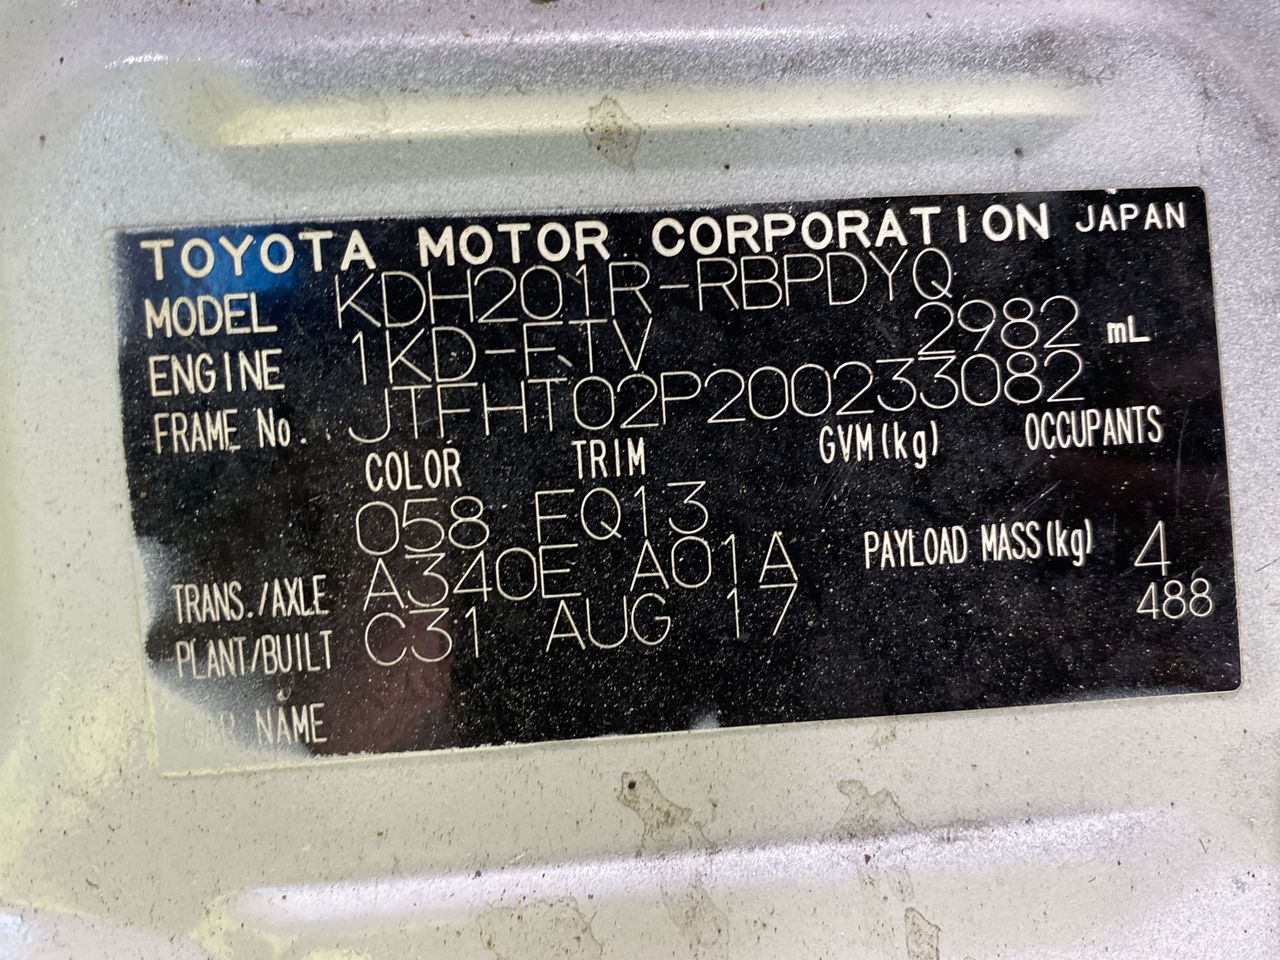 TOYOTA MOTOR CORPORATION JAPAN
MODEL KDH201R-RBPDYQ
ENGINE 1KD-FTV 2982 mL
FRAME No. JTFHT02P200233082
COLOR TRIM GVM(kg) OCCUPANTS
058 FQ13 4
TRANS./AXLE A340E A01A PAYLOAD MASS(kg) 488
PLANT/BUILT C31 AUG 17
CAR NAME